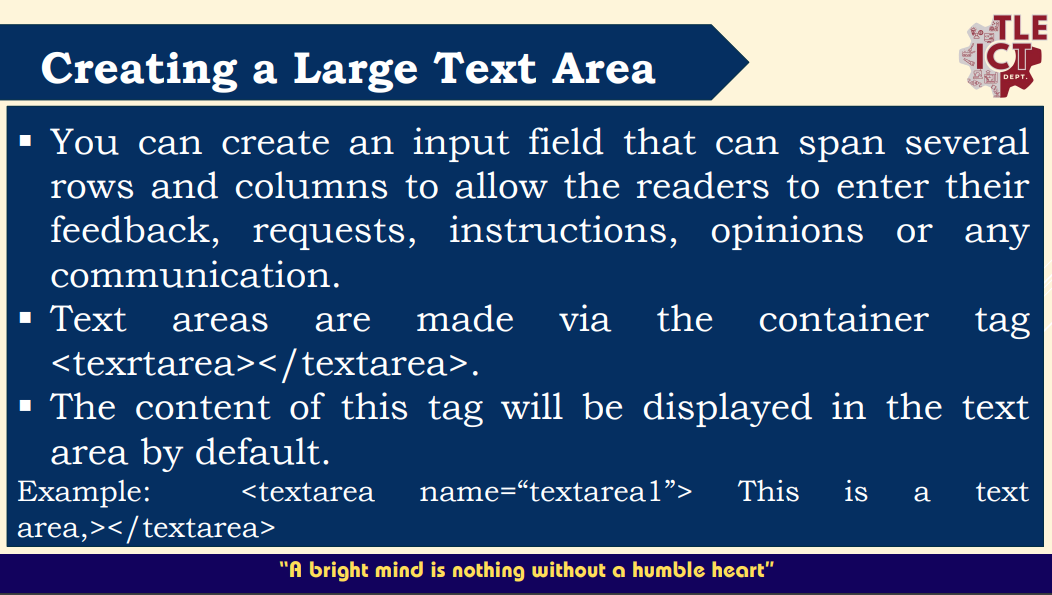 TLE
ICT
DEPT.
Creating a Large Text Area
▪ You can create an input field that can span several
rows and columns to allow the readers to enter their
feedback, requests, instructions, opinions or any
communication.
▪ Text areas are made via the container tag
<texrtarea></textarea>.
▪ The content of this tag will be displayed in the text
area by default.
Example: <textarea name=“textarea1”> This is a text
area,></textarea>
“A bright mind is nothing without a humble heart”